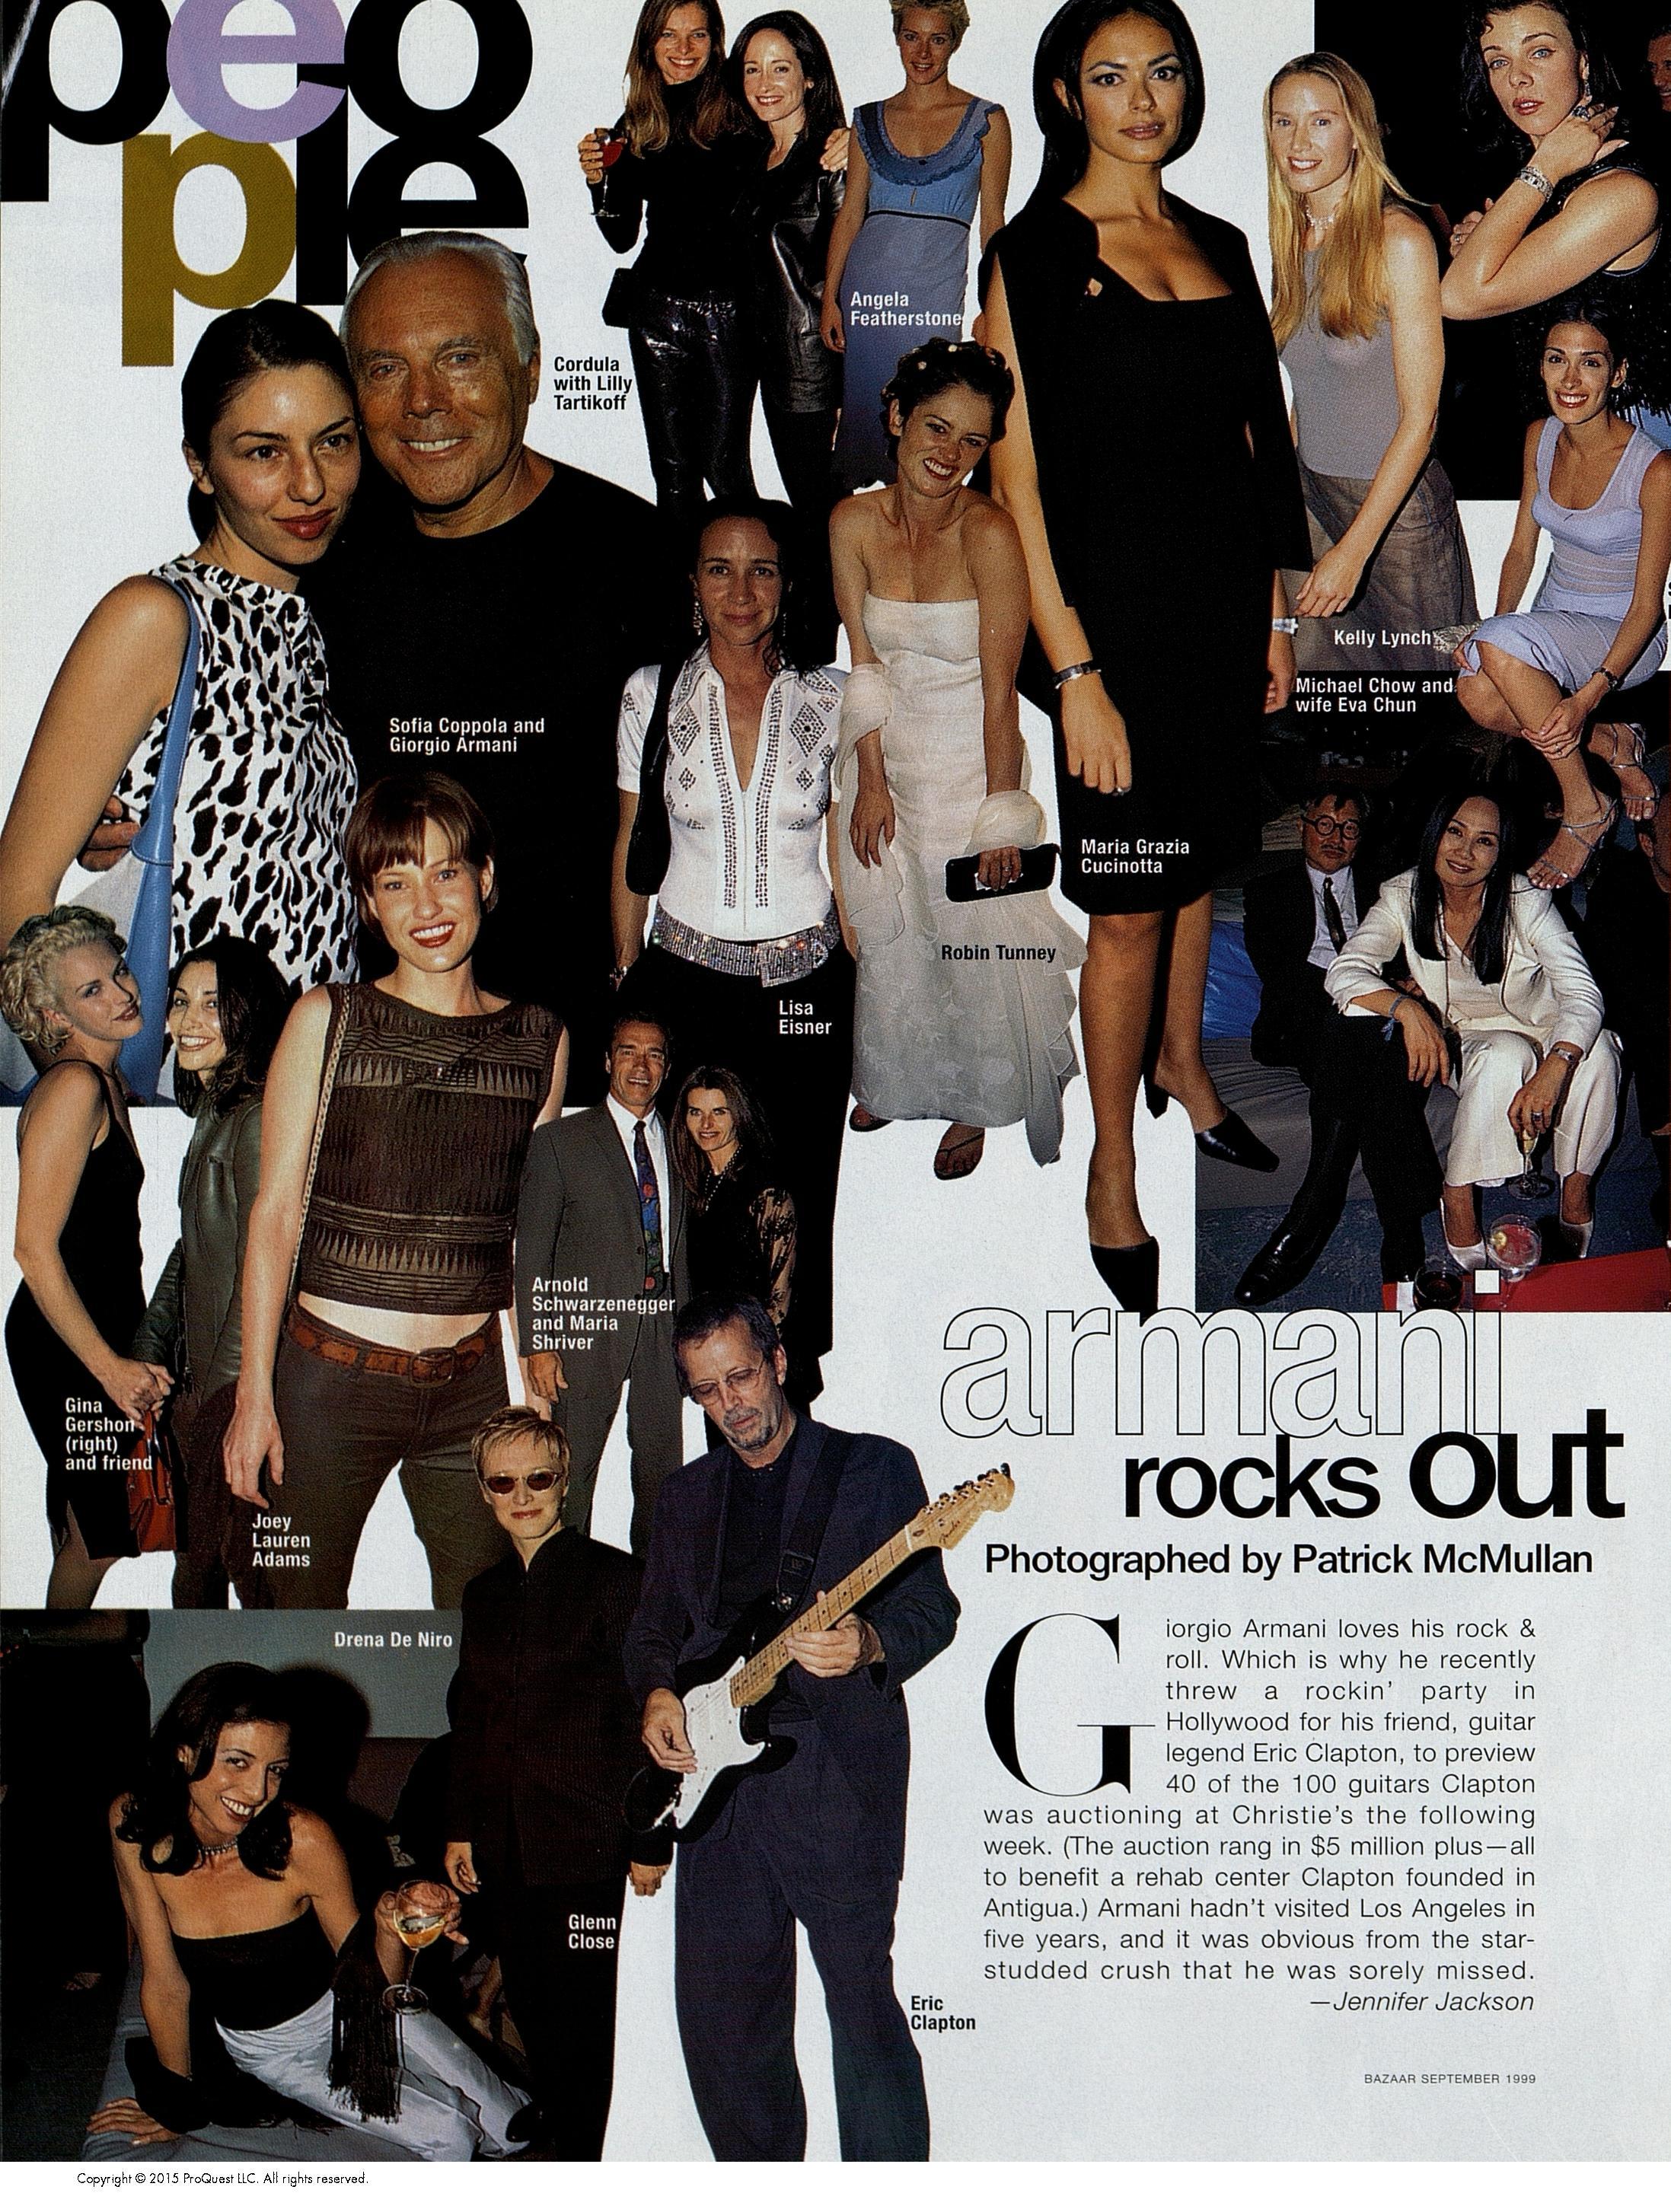 peo
ple
Cordula
with Lilly
Tartikoff
Angela
Featherstone
Kelly Lynch
Michael Chow and
wife Eva Chun
Sofia Coppola and
Giorgio Armani
Maria Grazia
Cucinotta
Robin Tunney
Lisa
Eisner
Arnold
Schwarzenegger
and Maria
Shriver
Gina
Gershon
(right)
and friend
Joey
Lauren
Adams
Drena De Niro
Glenn
Close
Eric
Clapton
armani
rocks out
Photographed by Patrick McMullan
Giorgio Armani loves his rock &
roll. Which is why he recently
threw a rockin' party in
Hollywood for his friend, guitar
legend Eric Clapton, to preview
40 of the 100 guitars Clapton
was auctioning at Christie's the following
week. (The auction rang in $5 million plus—all
to benefit a rehab center Clapton founded in
Antigua.) Armani hadn't visited Los Angeles in
five years, and it was obvious from the star-
studded crush that he was sorely missed.
—Jennifer Jackson
BAZAAR SEPTEMBER 1999
Copyright © 2015 ProQuest LLC. All rights reserved.